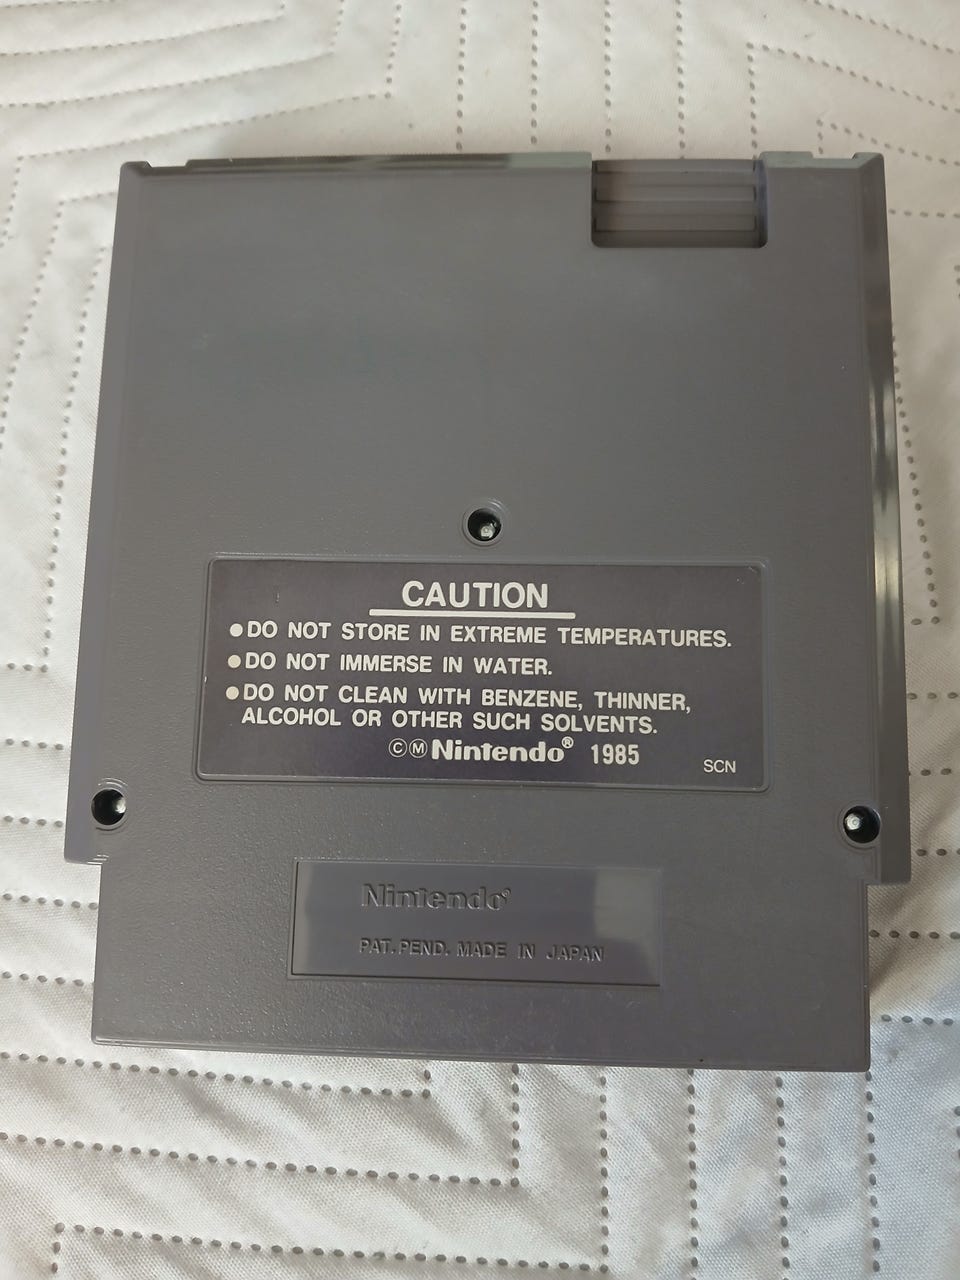 CAUTION
●DO NOT STORE IN EXTREME TEMPERATURES.
●DO NOT IMMERSE IN WATER.
●DO NOT CLEAN WITH BENZENE, THINNER,
ALCOHOL OR OTHER SUCH SOLVENTS.
ⒸⓂNintendo® 1985
SCN
Nintendo®
PAT. PEND. MADE IN JAPAN